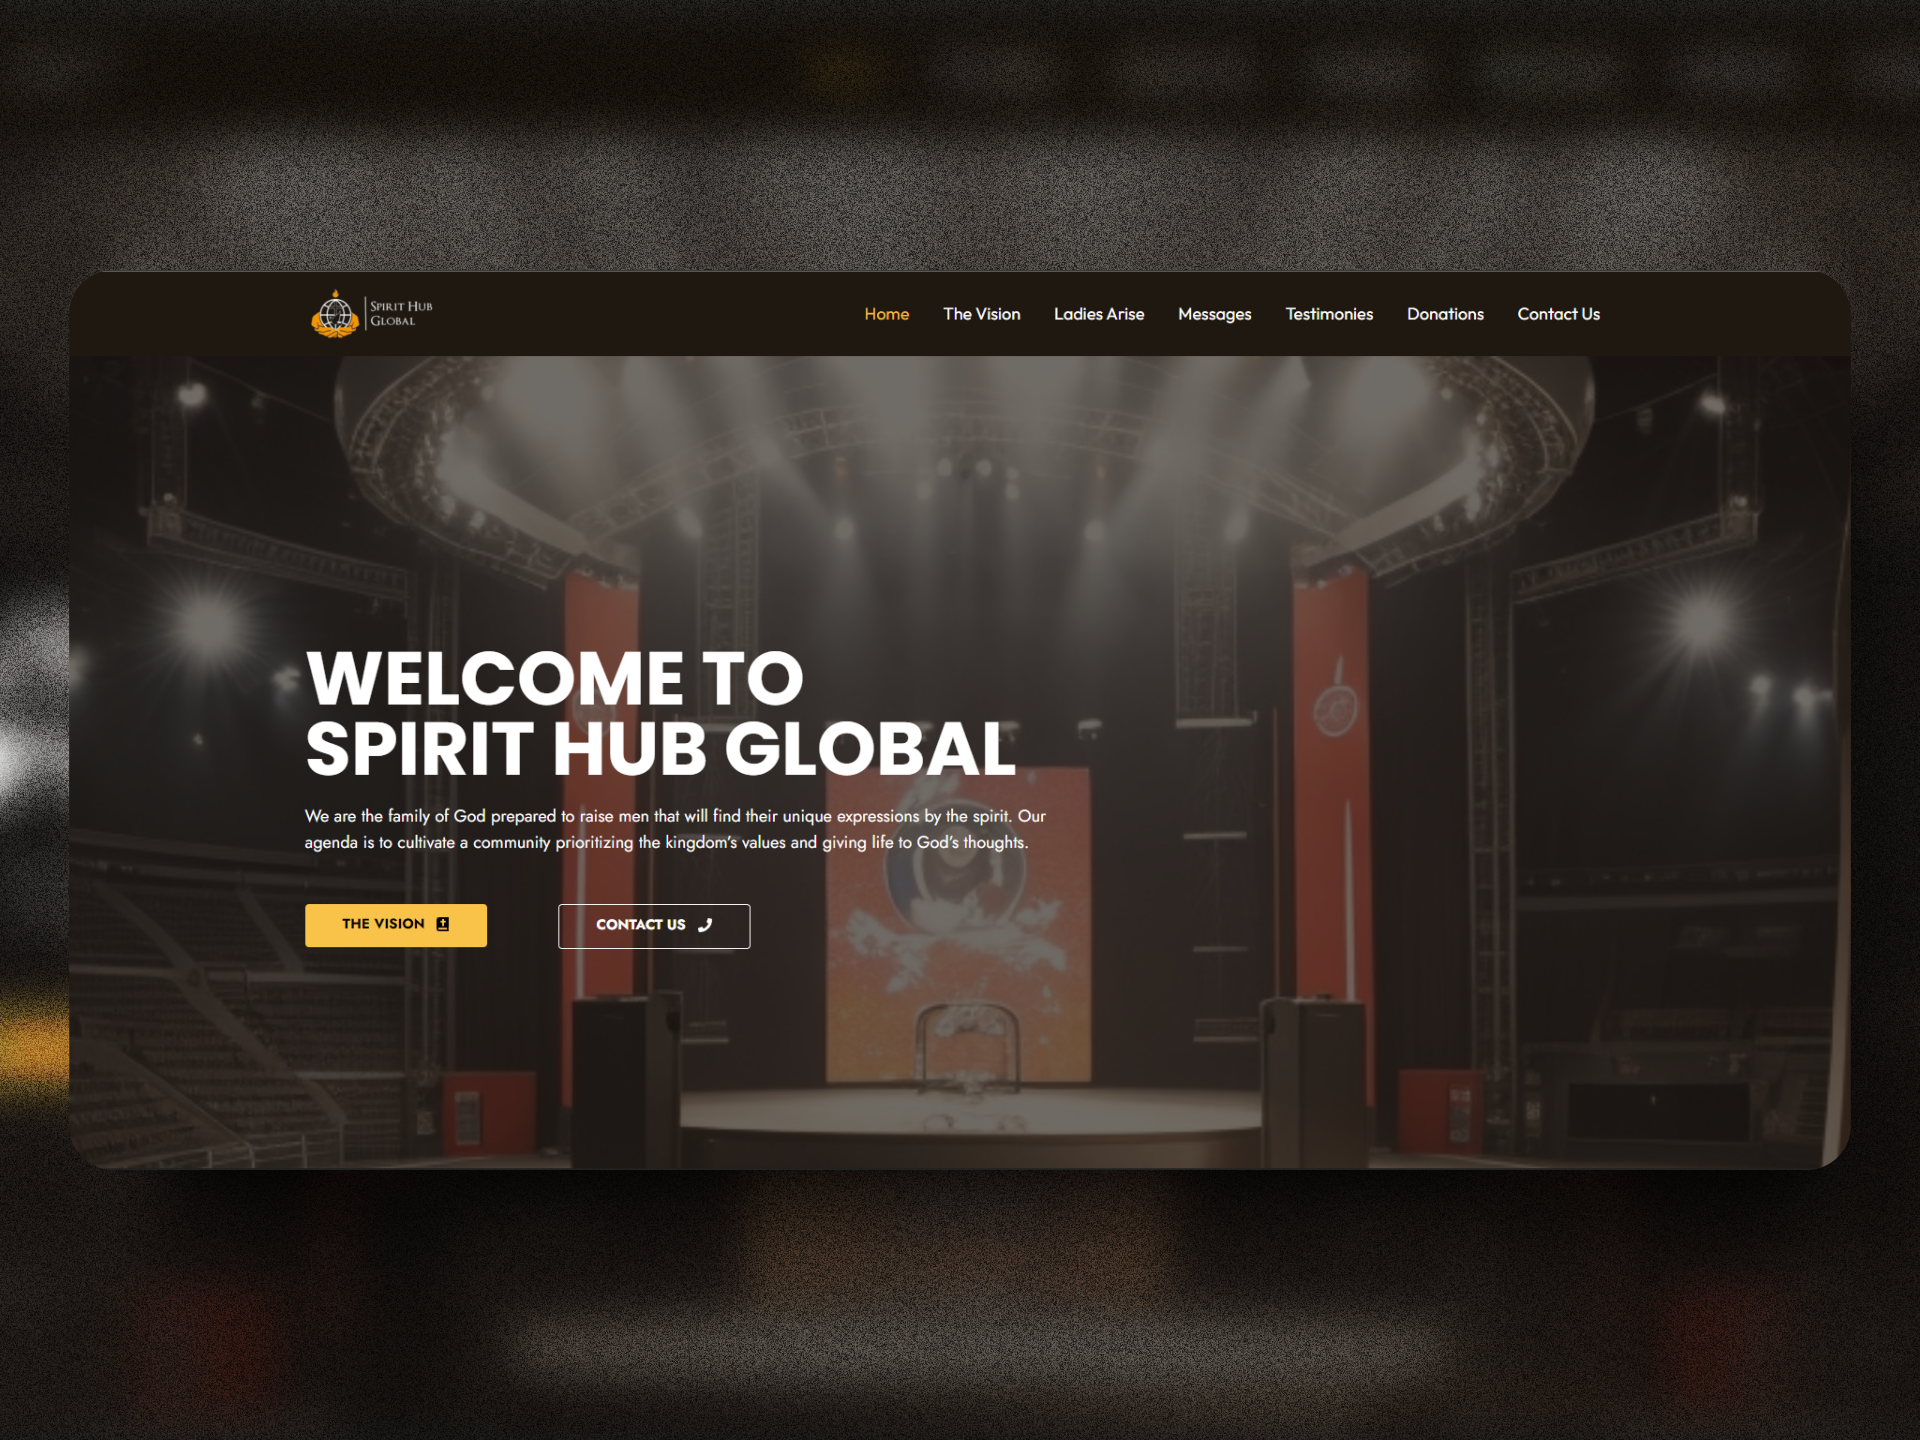 Spirit Hub
Global
Home
The Vision
Ladies Arise
Messages
Testimonies
Donations
Contact Us
WELCOME TO
SPIRIT HUB GLOBAL
We are the family of God prepared to raise men that will find their unique expressions by the spirit. Our
agenda is to cultivate a community prioritizing the kingdom's values and giving life to God's thoughts.
THE VISION
CONTACT US